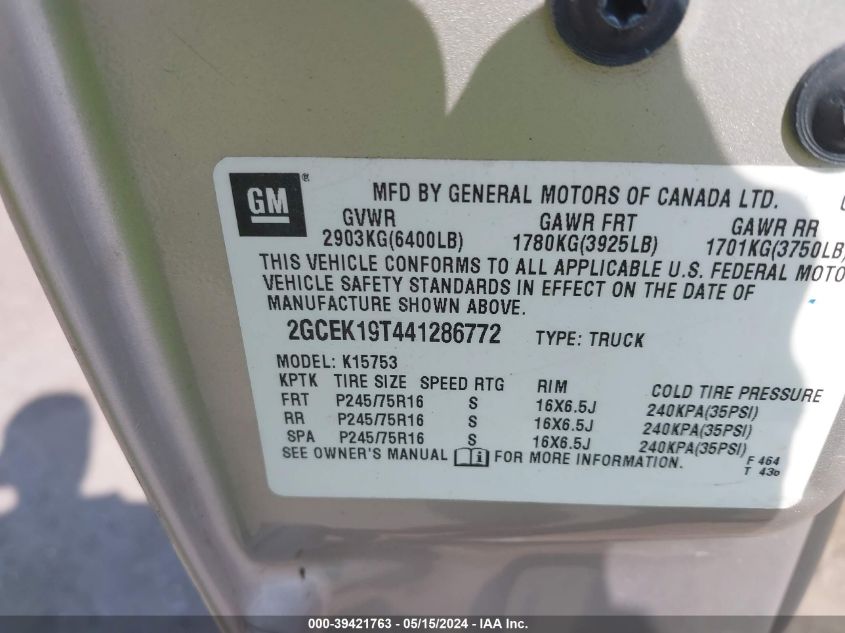 GM ®
MFD BY GENERAL MOTORS OF CANADA LTD.
GVWR GAWR FRT GAWR RR
2903KG(6400LB) 1780KG(3925LB) 1701KG(3750LB)
THIS VEHICLE CONFORMS TO ALL APPLICABLE U.S. FEDERAL MOTO
VEHICLE SAFETY STANDARDS IN EFFECT ON THE DATE OF
MANUFACTURE SHOWN ABOVE.
2GCEK19T441286772 TYPE: TRUCK
MODEL: K15753
KPTK TIRE SIZE SPEED RTG RIM COLD TIRE PRESSURE
FRT P245/75R16 S 16X6.5J 240KPA(35PSI)
RR P245/75R16 S 16X6.5J 240KPA(35PSI)
SPA P245/75R16 S 16X6.5J 240KPA(35PSI)
SEE OWNER'S MANUAL i FOR MORE INFORMATION.
F 464
T
000-39421763 - 05/15/2024 - IAA Inc.